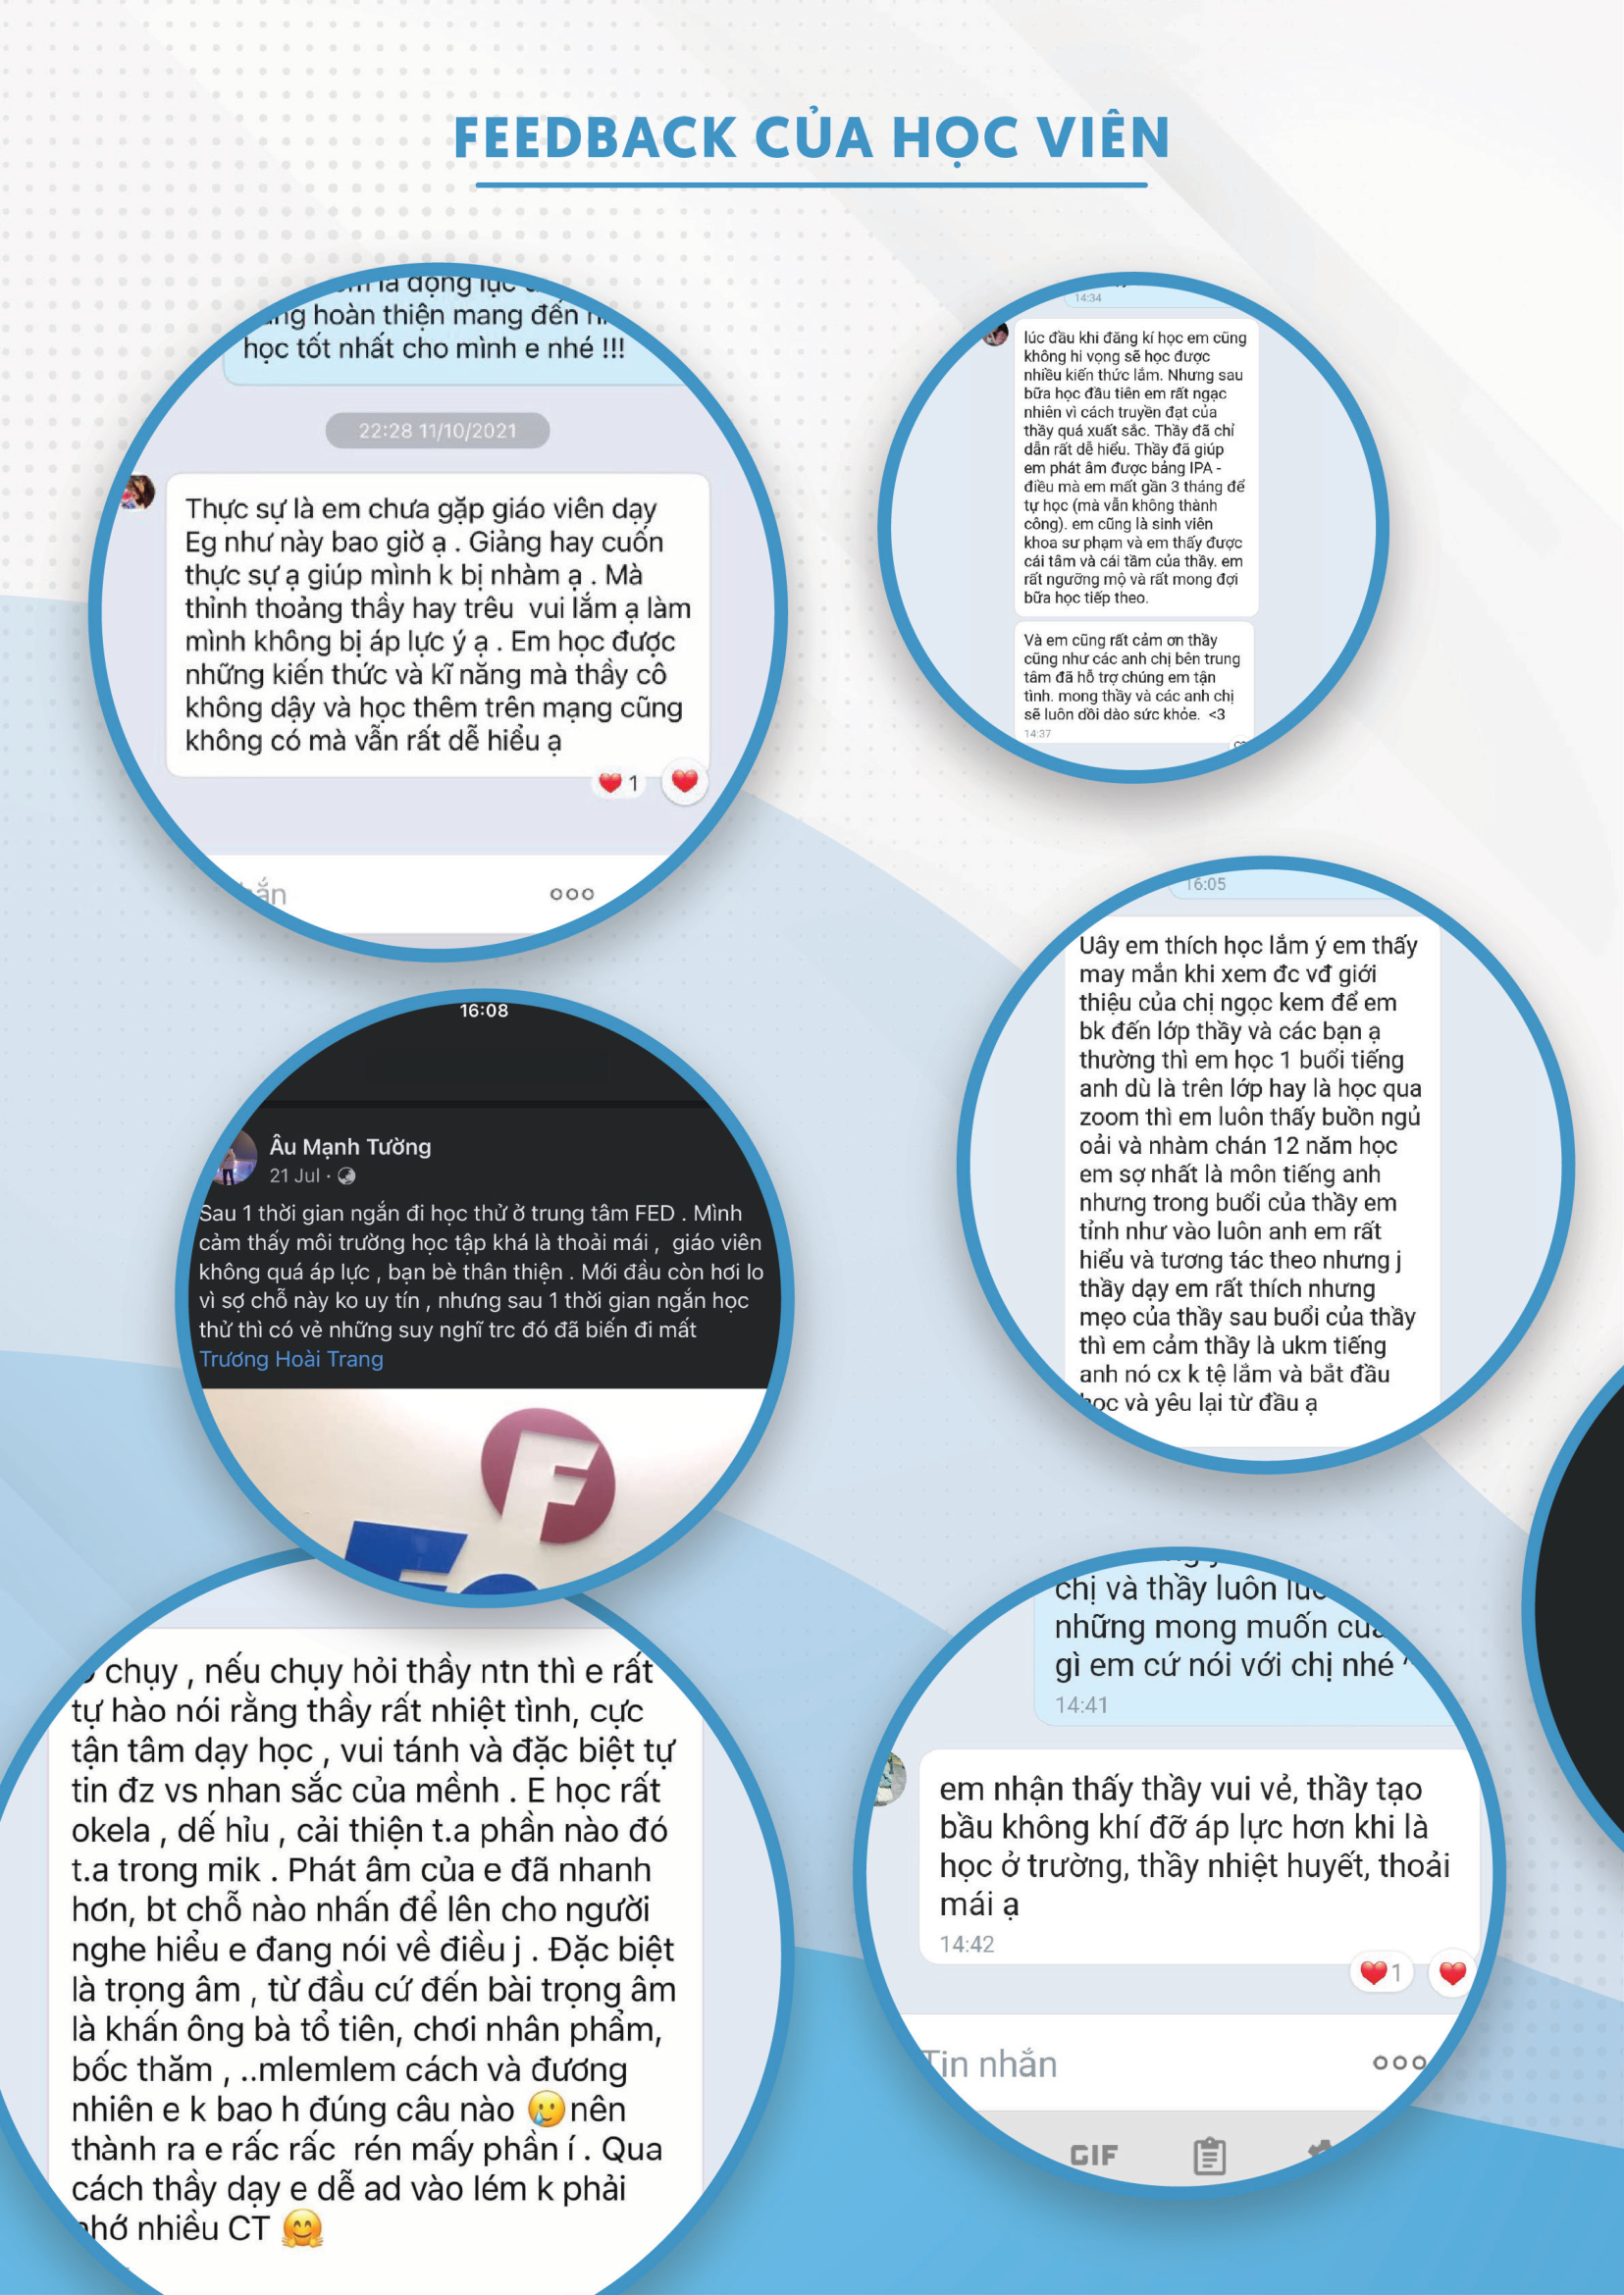 FEEDBACK CỦA HỌC VIÊN
là động lực
hoàn thiện mang đến
học tốt nhất cho mình e nhé !!!
22:28 11/10/2021
Thực sự là em chưa gặp giáo viên dạy
Eg như này bao giờ ạ . Giảng hay cuốn
thực sự ạ giúp mình k bị nhàm ạ . Mà
thỉnh thoảng thầy hay trêu vui lắm ạ làm
mình không bị áp lực ý ạ . Em học được
những kiến thức và kĩ năng mà thầy cô
không dậy và học thêm trên mạng cũng
không có mà vẫn rất dễ hiểu ạ
1
14:34
lúc đầu khi đăng kí học em cũng
không hi vọng sẽ học được
nhiều kiến thức lắm. Nhưng sau
bữa học đầu tiên em rất ngạc
nhiên vì cách truyền đạt của
thầy quá xuất sắc. Thầy đã chỉ
dẫn rất dễ hiểu. Thầy đã giúp
em phát âm được bảng IPA -
điều mà em mất gần 3 tháng để
tự học (mà vẫn không thành
công). em cũng là sinh viên
khoa sư phạm và em thấy được
cái tâm và cái tầm của thầy. em
rất ngưỡng mộ và rất mong đợi
bữa học tiếp theo.
Và em cũng rất cảm ơn thầy
cũng như các anh chị bên trung
tâm đã hỗ trợ chúng em tận
tình. mong thầy và các anh chị
sẽ luôn dồi dào sức khỏe. <3
14:37
16:05
Uây em thích học lắm ý em thấy
may mắn khi xem đc vđ giới
thiệu của chị ngọc kem để em
bk đến lớp thầy và các bạn ạ
thường thì em học 1 buổi tiếng
anh dù là trên lớp hay là học qua
zoom thì em luôn thấy buồn ngủ
oải và nhàm chán 12 năm học
em sợ nhất là môn tiếng anh
nhưng trong buổi của thầy em
tỉnh như vào luôn anh em rất
hiểu và tương tác theo nhưng j
thầy dạy em rất thích nhưng
mẹo của thầy sau buổi của thầy
thì em cảm thấy là ukm tiếng
anh nó cx k tệ lắm và bắt đầu
học và yêu lại từ đầu ạ
16:08
Âu Mạnh Tường
21 Jul ·
Sau 1 thời gian ngắn đi học thử ở trung tâm FED . Mình
cảm thấy môi trường học tập khá là thoải mái , giáo viên
không quá áp lực , bạn bè thân thiện . Mới đầu còn hơi lo
vì sợ chỗ này ko uy tín , nhưng sau 1 thời gian ngắn học
thử thì có vẻ những suy nghĩ trc đó đã biến đi mất
Trương Hoài Trang
F
chụy , nếu chụy hỏi thầy ntn thì e rất
tự hào nói rằng thầy rất nhiệt tình, cực
tận tâm dạy học , vui tánh và đặc biệt tự
tin đz vs nhan sắc của mềnh . E học rất
okela , dế hỉu , cải thiện t.a phần nào đó
t.a trong mik . Phát âm của e đã nhanh
hơn, bt chỗ nào nhấn để lên cho người
nghe hiểu e đang nói về điều j . Đặc biệt
là trọng âm , từ đầu cứ đến bài trọng âm
là khấn ông bà tổ tiên, chơi nhân phẩm,
bốc thăm , ..mlemlem cách và đương
nhiên e k bao h đúng câu nào 🥲nên
thành ra e rấc rấc rén mấy phần í . Qua
cách thầy dạy e dễ ad vào lém k phải
nhớ nhiều CT 🤗
chị và thầy luôn
những mong muốn
gì em cứ nói với chị nhé
14:41
em nhận thấy thầy vui vẻ, thầy tạo
bầu không khí đỡ áp lực hơn khi là
học ở trường, thầy nhiệt huyết, thoải
mái ạ
14:42
1
Tin nhắn
GIF